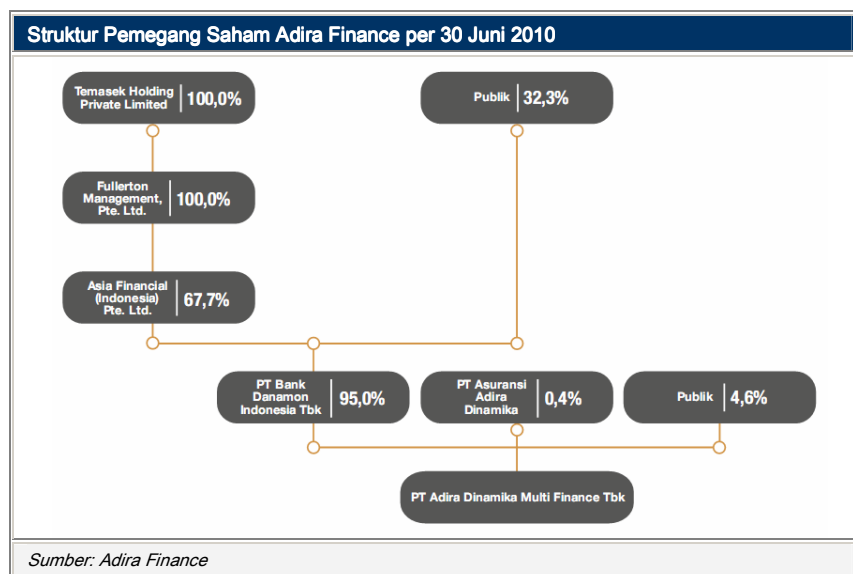 Struktur Pemegang Saham Adira Finance per 30 Juni 2010
Temasek Holding
Private Limited
100,0%
Publik
32,3%
Fullerton
Management,
Pte. Ltd.
100,0%
Asia Financial
(Indonesia)
Pte. Ltd.
67,7%
PT Bank
Danamon
Indonesia Tbk
95,0%
PT Asuransi
Adira
Dinamika
0,4%
Publik
4,6%
PT Adira Dinamika Multi Finance Tbk
Sumber: Adira Finance